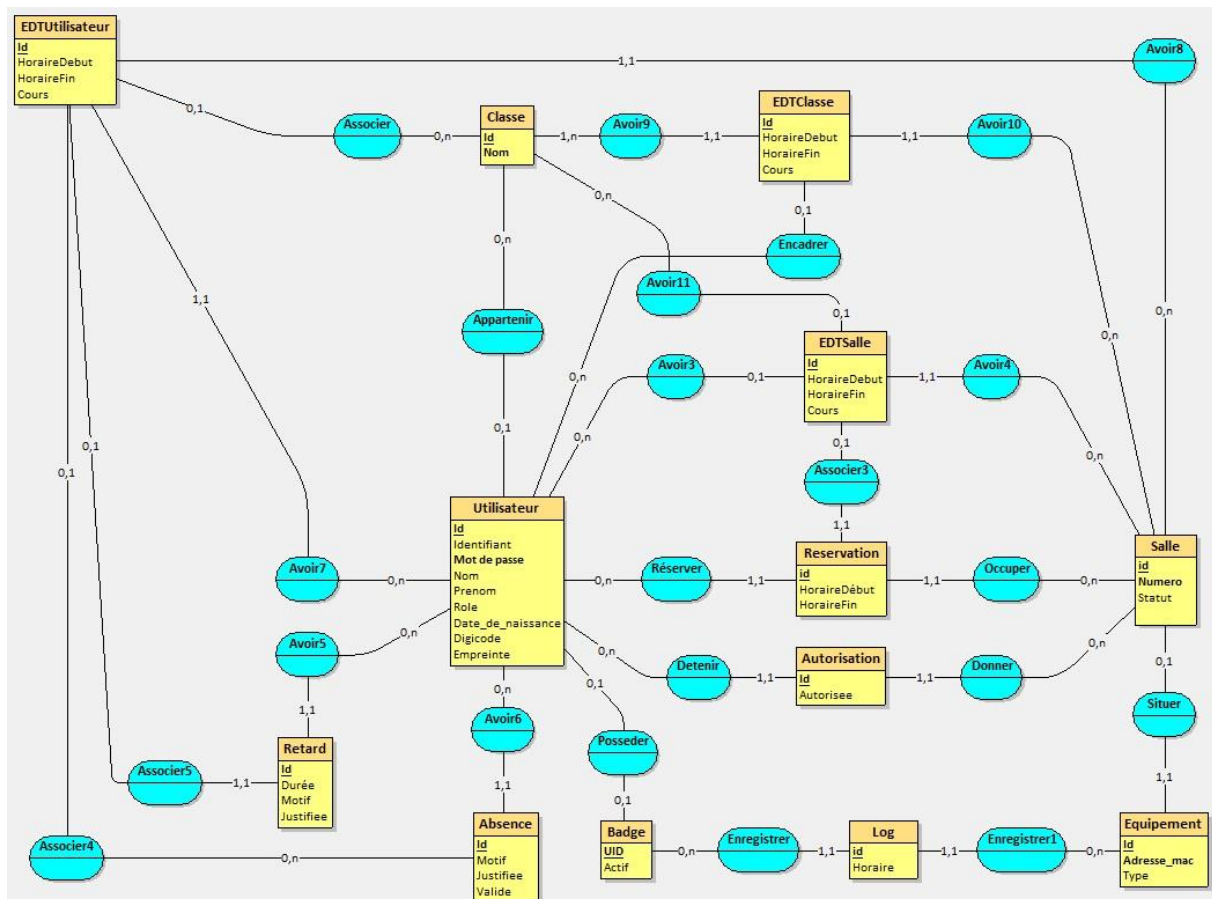 EDTUtilisateur
Id
HoraireDebut
HoraireFin
Cours
1,1
Avoir8
0,n
0,1
Associer
0,n
Classe
Id
Nom
1,n
Avoir9
1,1
EDTClasse
Id
HoraireDebut
HoraireFin
Cours
1,1
Avoir10
0,n
0,n
0,n
0,1
Encadrer
0,n
Avoir11
0,1
1,1
Appartenir
0,1
Avoir3
0,n
0,1
EDTSalle
Id
HoraireDebut
HoraireFin
Cours
1,1
Avoir4
0,n
0,1
Associer3
1,1
0,1
0,1
Utilisateur
Id
Identifiant
Mot de passe
Nom
Prenom
Role
Date_de_naissance
Digicode
Empreinte
Avoir7
0,n
0,n
Réserver
1,1
Reservation
id
HoraireDébut
HoraireFin
1,1
Occuper
0,n
Salle
id
Numero
Statut
Avoir5
0,n
1,1
0,n
Detenir
1,1
Autorisation
Id
Autorisee
1,1
Donner
0,n
0,1
Situer
1,1
0,n
Avoir6
1,1
0,1
Posseder
0,1
Retard
Id
Durée
Motif
Justifiee
Associer5
1,1
Associer4
0,n
Absence
Id
Motif
Justifiee
Valide
Badge
UID
Actif
0,n
Enregistrer
1,1
Log
id
Horaire
1,1
Enregistrer1
0,n
Equipement
Id
Adresse_mac
Type